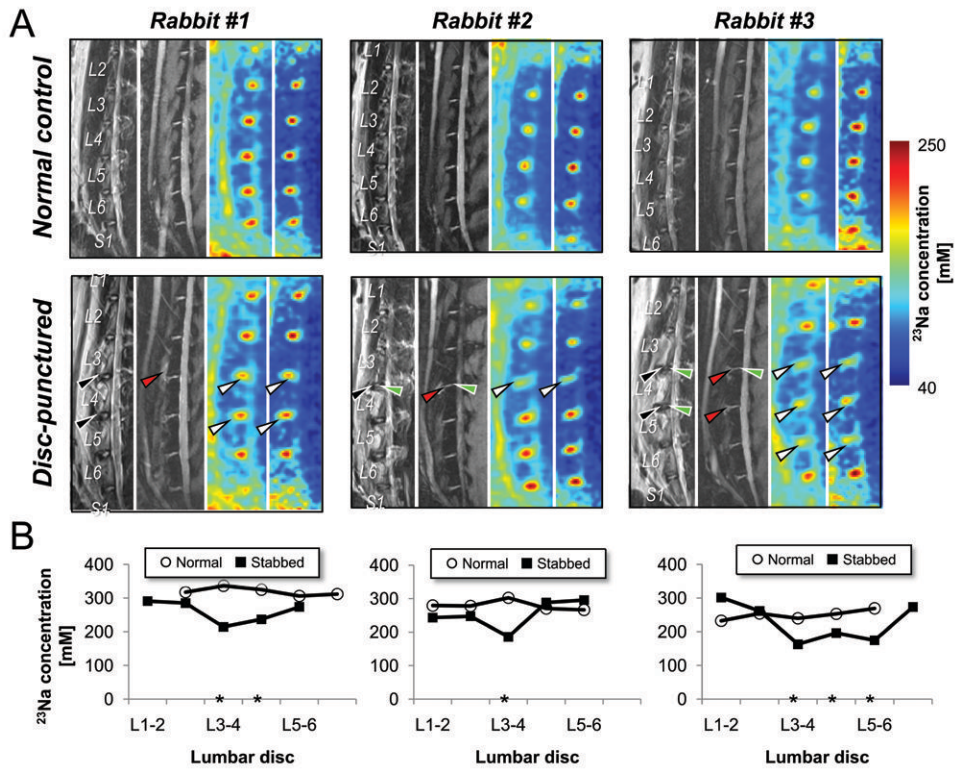 A
Rabbit #1
Rabbit #2
Rabbit #3
Normal control
L2
L3
L4
L5
L6
S1
L1
L2
L3
L4
L5
L6
S1
L1
L2
L3
L4
L5
L6
250
23Na concentration
[mM]
40
Disc-punctured
L1
L2
L3
L4
L5
L6
S1
L1
L2
L3
L4
L5
L6
S1
L1
L2
L3
L4
L5
L6
S1
B
Normal
Stabbed
Normal
Stabbed
Normal
Stabbed
23Na concentration
[mM]
400
300
200
100
0
* *
L1-2 L3-4 L5-6
Lumbar disc
400
300
200
100
0
*
L1-2 L3-4 L5-6
Lumbar disc
400
300
200
100
0
* * *
L1-2 L3-4 L5-6
Lumbar disc